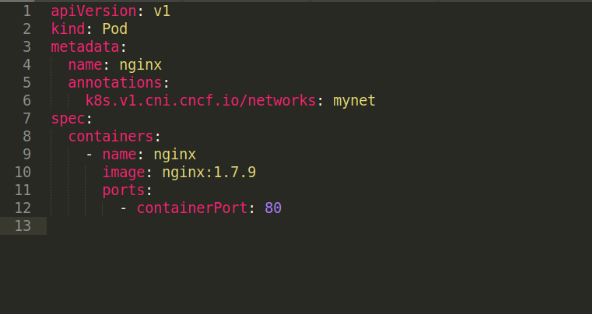 1 apiVersion: v1
2 kind: Pod
3 metadata:
4   name: nginx
5   annotations:
6     k8s.v1.cni.cncf.io/networks: mynet
7 spec:
8   containers:
9     - name: nginx
10       image: nginx:1.7.9
11       ports:
12         - containerPort: 80
13